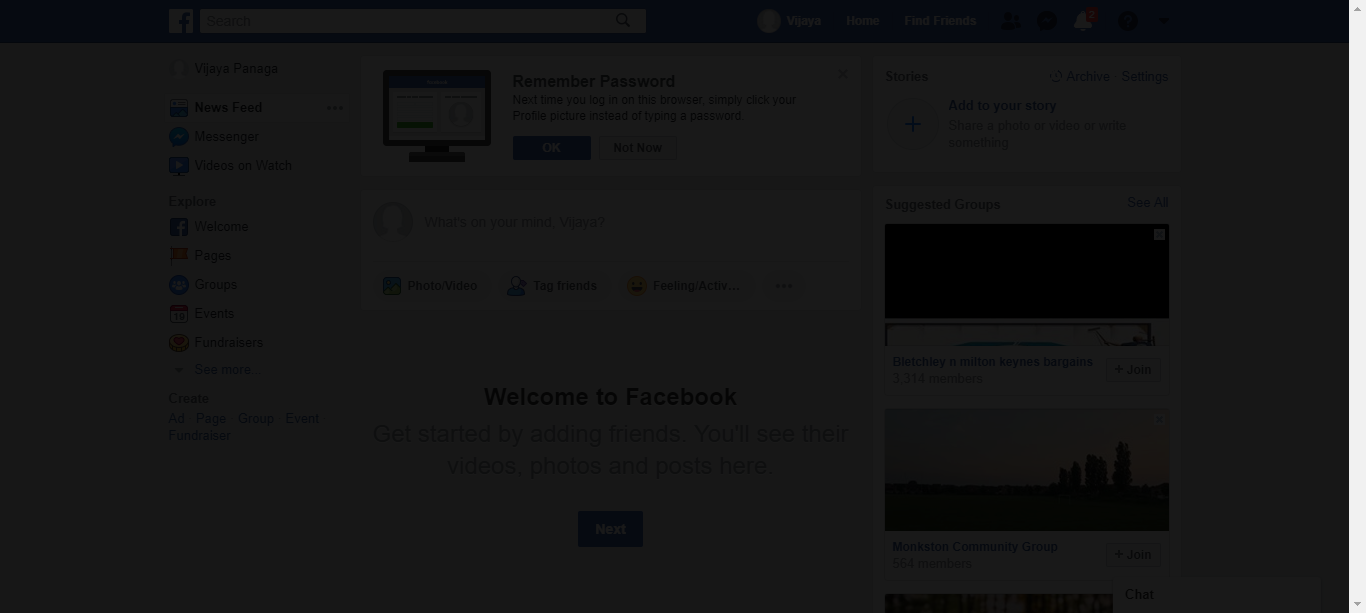 Search
Vijaya
Home
Find Friends
2
Vijaya Panaga
News Feed
Messenger
Videos on Watch
Explore
Welcome
Pages
Groups
Events
Fundraisers
See more...
Create
Ad Page Group Event
Fundraiser
Remember Password
Next time you log in on this browser, simply click your
Profile picture instead of typing a password.
OK
Not Now
What's on your mind, Vijaya?
Photo/Video
Tag friends
Feeling/Activ...
Welcome to Facebook
Get started by adding friends. You'll see their
videos, photos and posts here.
Next
Stories
Archive Settings
Add to your story
Share a photo or video or write
something
Suggested Groups
See All
Bletchley n milton keynes bargains
3,314 members
+ Join
Monkston Community Group
564 members
+ Join
Chat